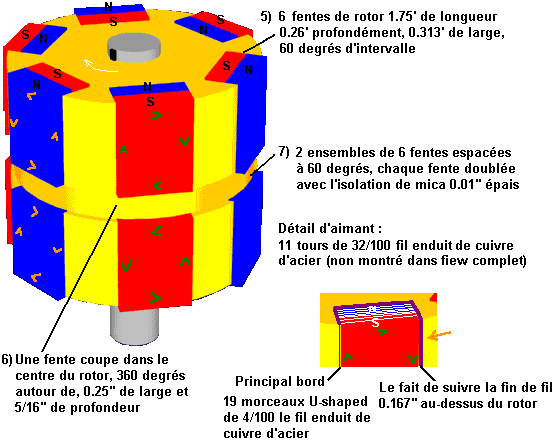 5) 6 fentes de rotor 1.75' de longueur
0.26' profondément, 0.313' de large,
60 degrés d'intervalle
N
S
N
S
S
N
S
N
N
S
N
S
7) 2 ensembles de 6 fentes espacées
à 60 degrés, chaque fente doublée
avec l'isolation de mica 0.01" épais
Détail d'aimant :
11 tours de 32/100 fil enduit de cuivre
d'acier (non montré dans fiew complet)
N
S
6) Une fente coupe dans le
centre du rotor, 360 degrés
autour de, 0.25" de large et
5/16" de profondeur
Principal bord
19 morceaux U-shaped
de 4/100 le fil enduit de
cuivre d'acier
Le fait de suivre la fin de fil
0.167" au-dessus du rotor